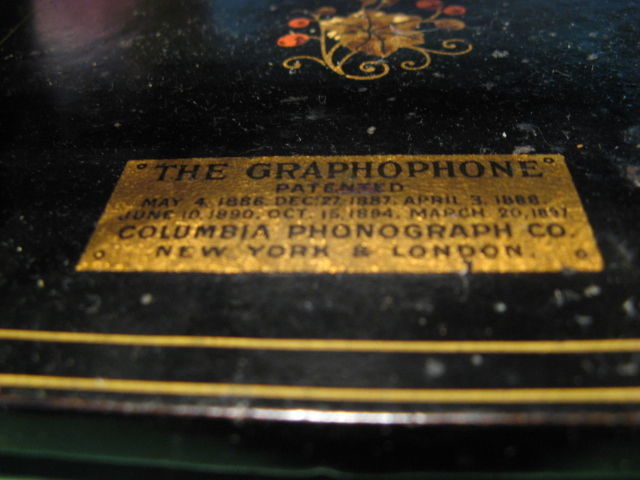 "THE GRAPHOPHONE"
PATENTED
MAY 4, 1886. DEC. 27, 1887. APRIL 3, 1888.
JUNE 10, 1890. OCT. 15, 1894. MARCH 20, 1897
COLUMBIA PHONOGRAPH CO.
NEW YORK & LONDON.